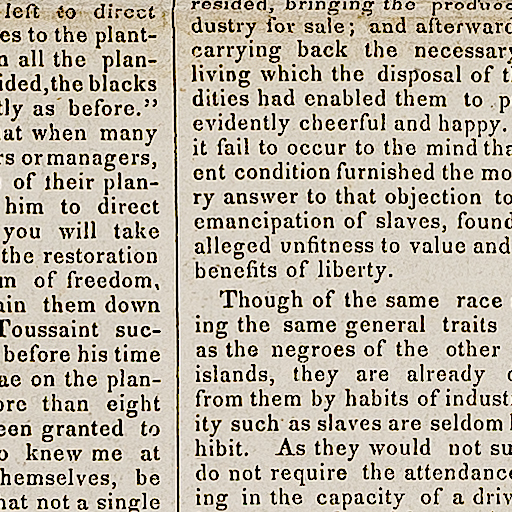 left to direct
es to the plant-
all the plan-
ided, the blacks
tly as before."
at when many
rs or managers,
of their plan-
him to direct
you will take
the restoration
m of freedom,
ain them down
Toussaint suc-
before his time
ae on the plan-
ore than eight
een granted to
knew me at
hemselves, be
hat not a single
resided, bringing the produc
dustry for sale; and afterward
carrying back the necessary
living which the disposal of t
dities had enabled them to p
evidently cheerful and happy.
it fail to occur to the mind tha
ent condition furnished the mo
ry answer to that objection to
emancipation of slaves, found
alleged unfitness to value and
benefits of liberty.
Though of the same race
ing the same general traits
as the negroes of the other
islands, they are already
from them by habits of indust
ity such as slaves are seldom
hibit. As they would not su
do not require the attendanc
ing in the capacity of a driv